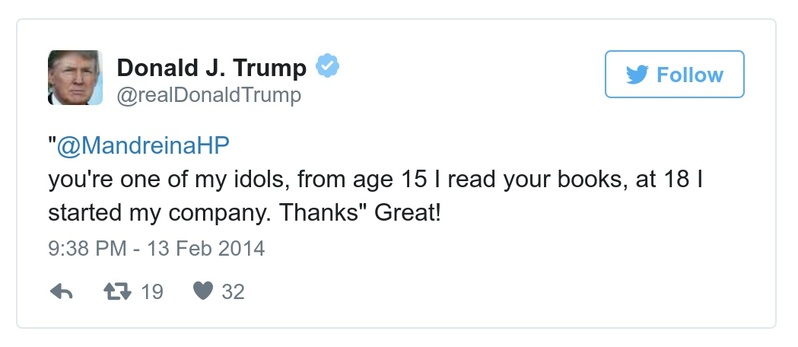 Donald J. Trump
@realDonaldTrump
Follow
"@MandreinaHP
you're one of my idols, from age 15 I read your books, at 18 I
started my company. Thanks" Great!
9:38 PM - 13 Feb 2014
19 32